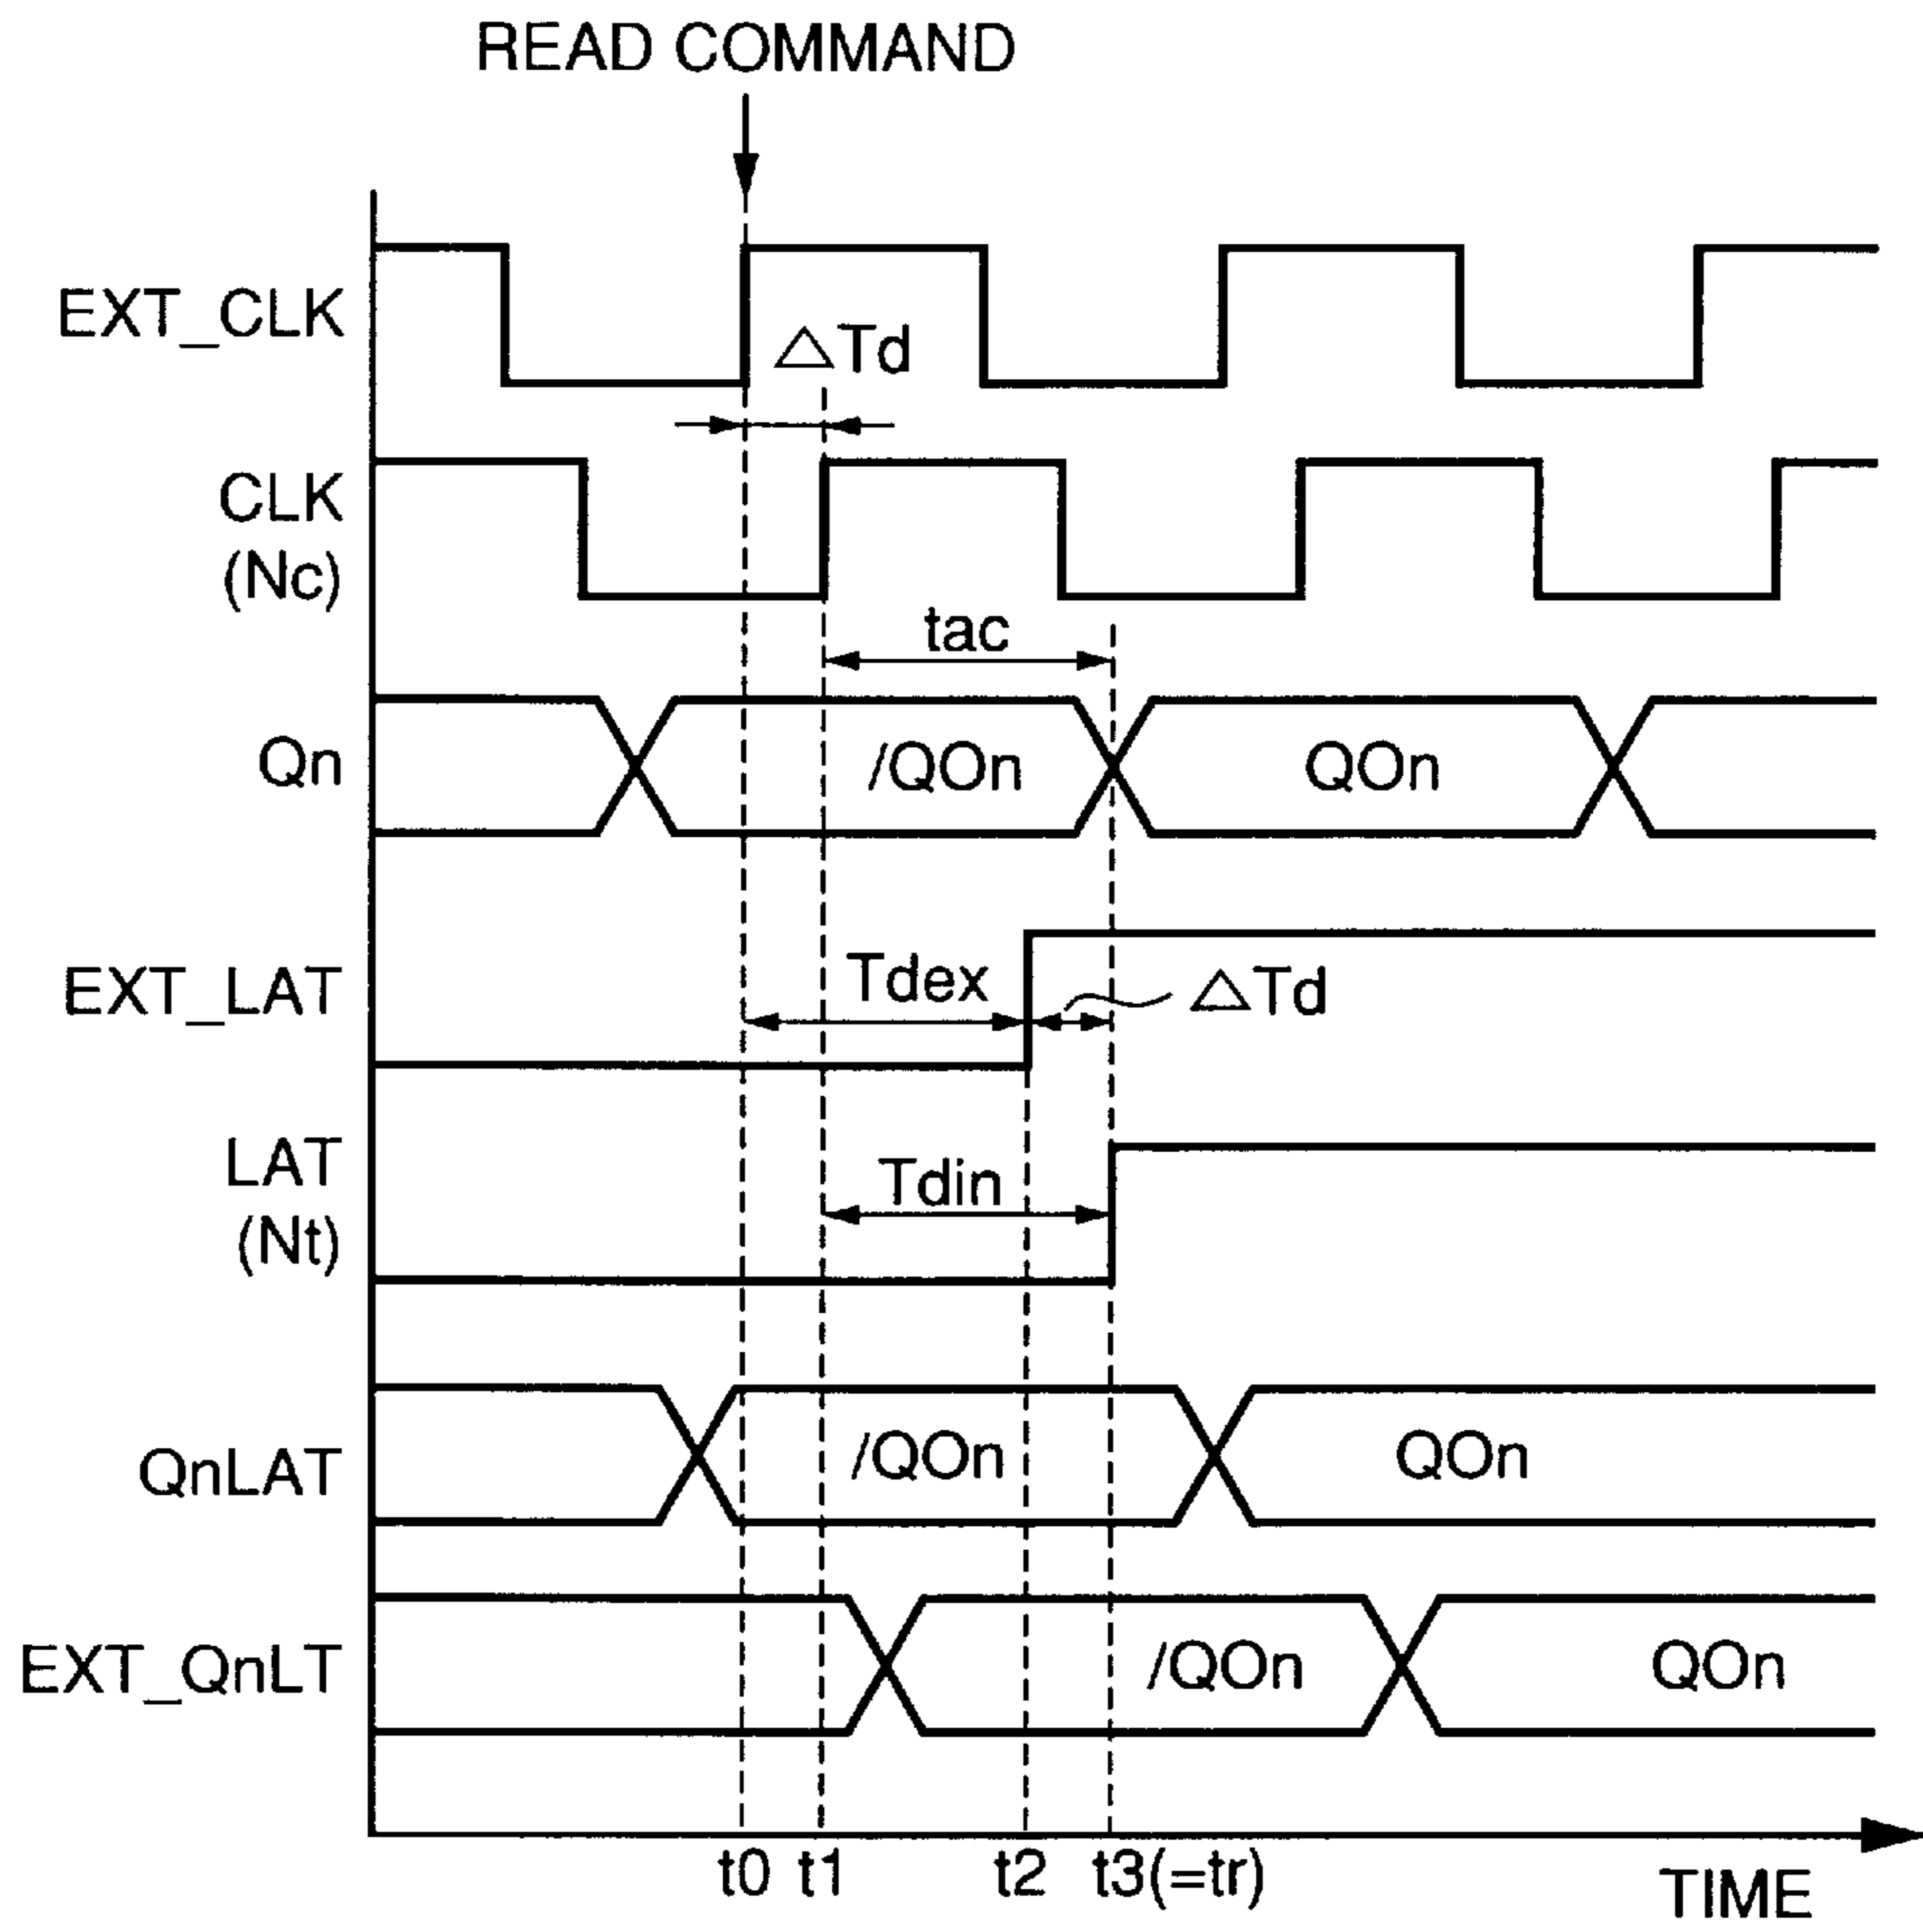 READ COMMAND
EXT_CLK
△Td
CLK
(Nc)
tac
Qn
/QOn
QOn
EXT_LAT
Tdex
△Td
LAT
(Nt)
Tdin
QnLAT
/QOn
QOn
EXT_QnLT
/QOn
QOn
t0 t1 t2 t3(=tr)
TIME